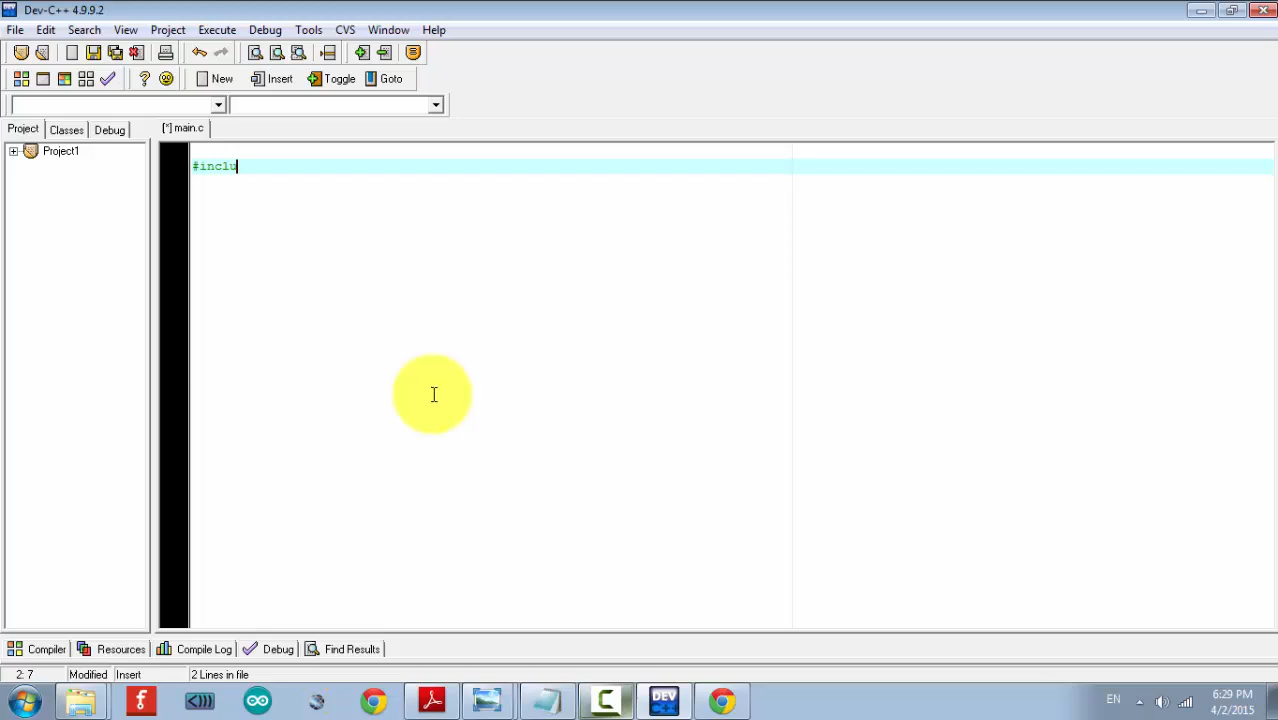 Dev-C++ 4.9.9.2
File Edit Search View Project Execute Debug Tools CVS Window Help
New Insert Toggle Goto
Project Classes Debug [*] main.c
Project1
#inclu
Compiler Resources Compile Log Debug Find Results
2: 7 Modified Insert 2 Lines in file
DEV C++
EN 6:29 PM
4/2/2015